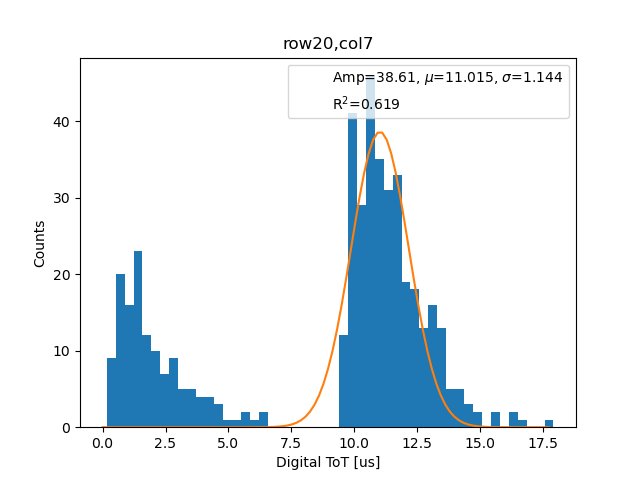 row20,col7
Amp=38.61, μ=11.015, σ=1.144
R²=0.619
Counts
40
30
20
10
0
0.0 2.5 5.0 7.5 10.0 12.5 15.0 17.5
Digital ToT [us]